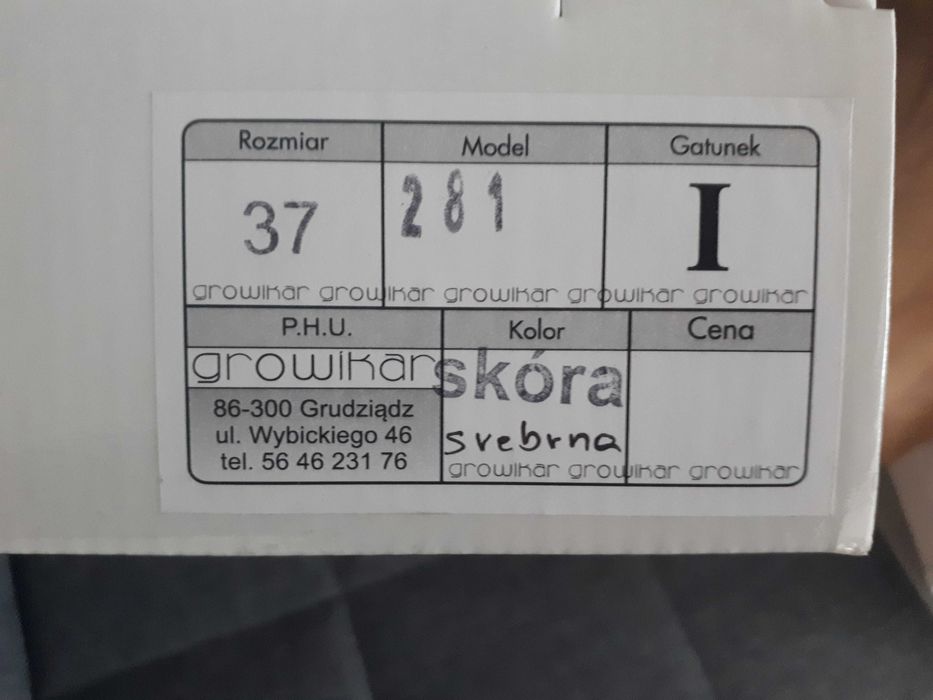 Rozmiar Model Gatunek
37 281 I
growikar growikar growikar growikar growikar
P.H.U. Kolor Cena
growikar skóra
86-300 Grudziądz
ul. Wybickiego 46 srebrna
tel. 56 46 231 76 growikar growikar growikar